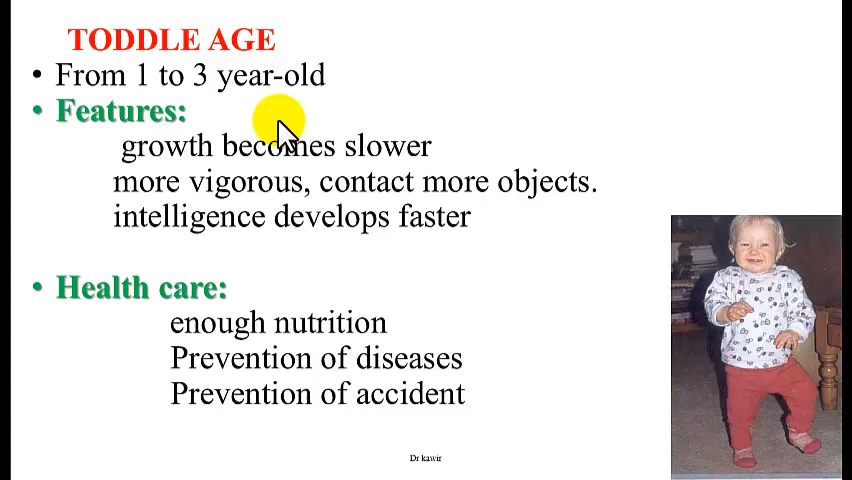 TODDLE AGE
• From 1 to 3 year-old
• Features:
growth becomes slower
more vigorous, contact more objects.
intelligence develops faster
• Health care:
enough nutrition
Prevention of diseases
Prevention of accident
Dr kawir